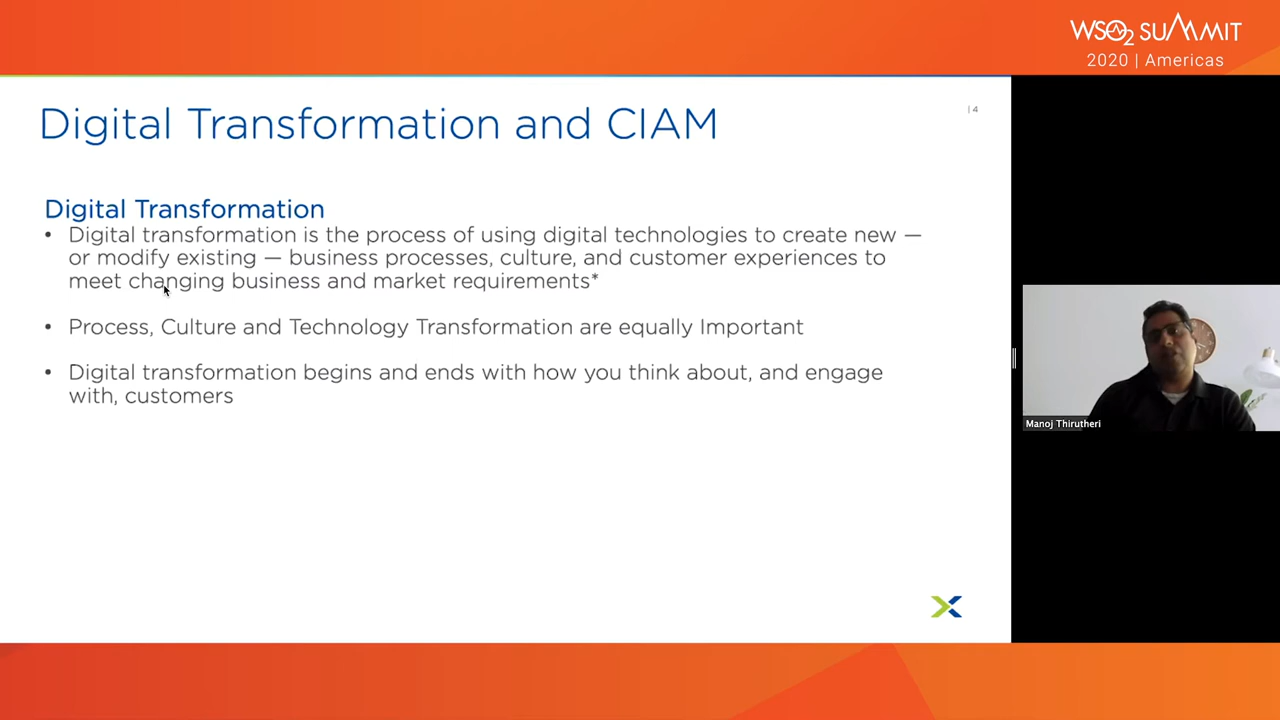 WSO2 SUMMIT
2020 | Americas
Digital Transformation and CIAM
| 4
Digital Transformation
• Digital transformation is the process of using digital technologies to create new —
or modify existing — business processes, culture, and customer experiences to
meet changing business and market requirements*
• Process, Culture and Technology Transformation are equally Important
• Digital transformation begins and ends with how you think about, and engage
with, customers
Manoj Thirutheri